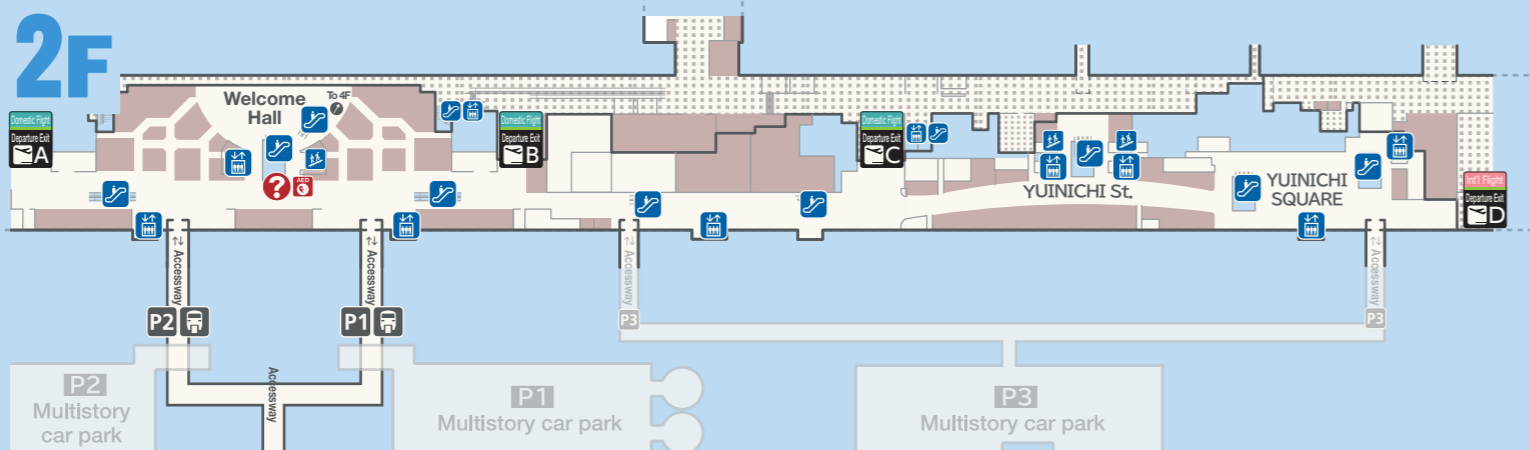 2F
Welcome
Hall
To 4F
Domestic Flight
Departure Exit
A
?
AED
Domestic Flight
Departure Exit
B
Domestic Flight
Departure Exit
C
YUINICHI St.
YUINICHI
SQUARE
Int'l Flight
Departure Exit
D
Accessway
Accessway
Accessway
Accessway
P2
P1
P3
P3
Accessway
P2
Multistory
car park
P1
Multistory car park
P3
Multistory car park